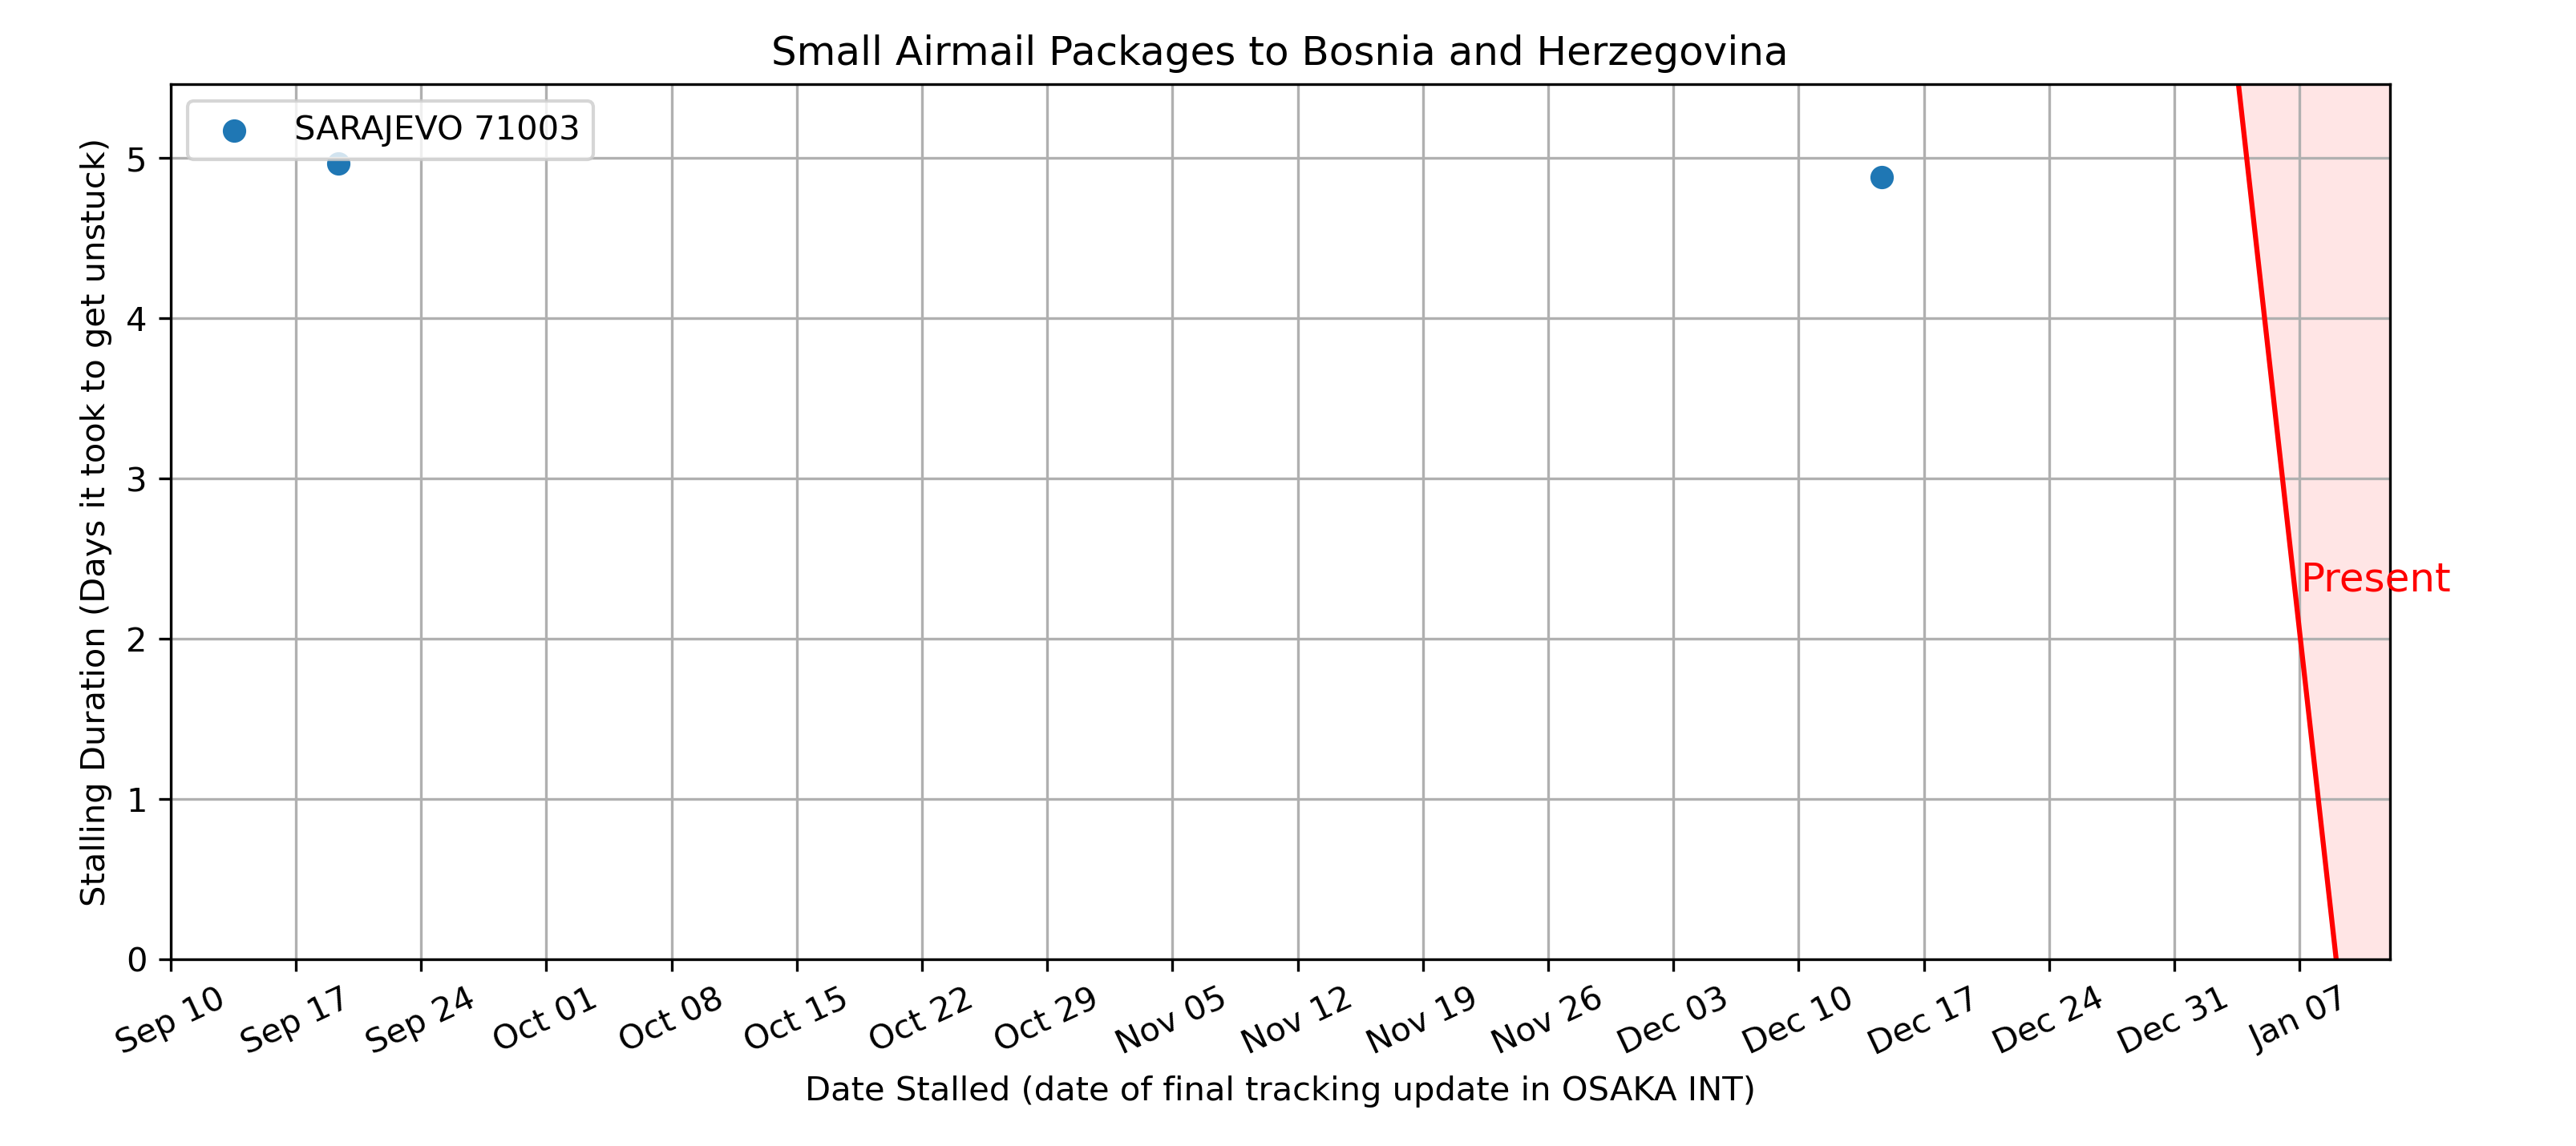 Small Airmail Packages to Bosnia and Herzegovina
SARAJEVO 71003
Stalling Duration (Days it took to get unstuck)
5
4
3
2
1
0
Present
Sep 10
Sep 17
Sep 24
Oct 01
Oct 08
Oct 15
Oct 22
Oct 29
Nov 05
Nov 12
Nov 19
Nov 26
Dec 03
Dec 10
Dec 17
Dec 24
Dec 31
Jan 07
Date Stalled (date of final tracking update in OSAKA INT)